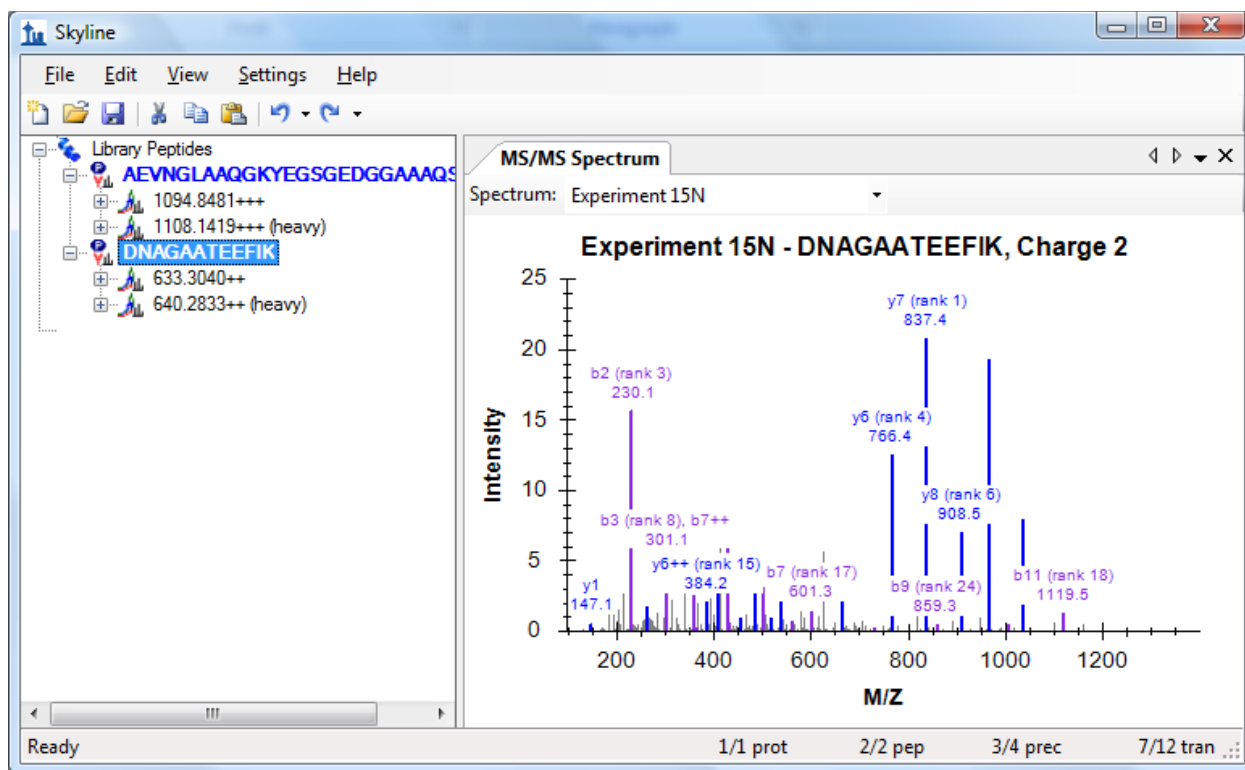 Skyline
File Edit View Settings Help
Library Peptides
AEVNGLAAQGKYEGSGEDGGAAAQS
1094.8481+++
1108.1419+++ (heavy)
DNAGAATEEFIK
633.3040++
640.2833++ (heavy)
MS/MS Spectrum
Spectrum: Experiment 15N
Experiment 15N - DNAGAATEEFIK, Charge 2
25
20
15
10
5
0
Intensity
y7 (rank 1)
837.4
b2 (rank 3)
230.1
y6 (rank 4)
766.4
y8 (rank 6)
908.5
b3 (rank 8), b7++
301.1
y6++ (rank 15)
384.2
b7 (rank 17)
601.3
y1
147.1
b9 (rank 24)
859.3
b11 (rank 18)
1119.5
200 400 600 800 1000 1200
M/Z
Ready 1/1 prot 2/2 pep 3/4 prec 7/12 tran